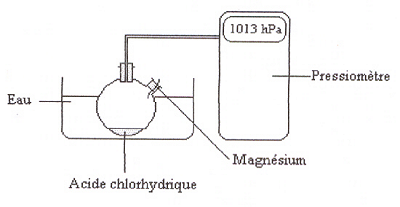 1013 hPa
Pressiomètre
Eau
Magnésium
Acide chlorhydrique